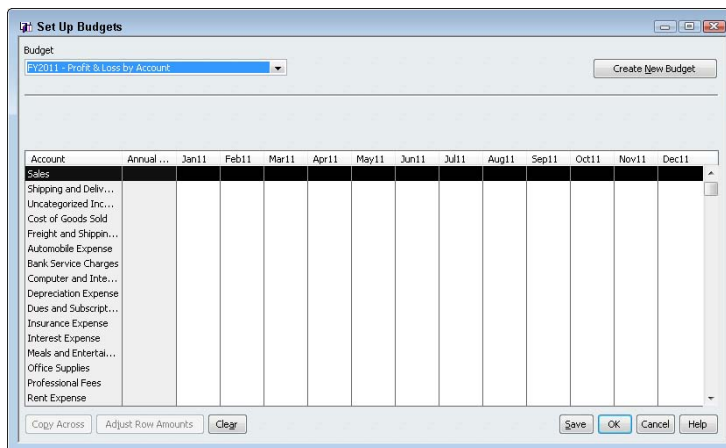 Set Up Budgets
Budget
FY2011 - Profit & Loss by Account
Create New Budget
Account Annual ... Jan11 Feb11 Mar11 Apr11 May11 Jun11 Jul11 Aug11 Sep11 Oct11 Nov11 Dec11
Sales
Shipping and Deliv...
Uncategorized Inc...
Cost of Goods Sold
Freight and Shippin...
Automobile Expense
Bank Service Charges
Computer and Inte...
Depreciation Expense
Dues and Subscript...
Insurance Expense
Interest Expense
Meals and Entertai...
Office Supplies
Professional Fees
Rent Expense
Copy Across Adjust Row Amounts Clear Save OK Cancel Help